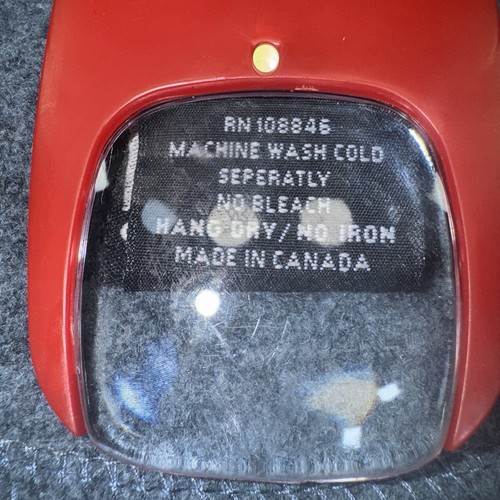 RN 108846
MACHINE WASH COLD
SEPERATLY
NO BLEACH
HANG DRY / NO IRON
MADE IN CANADA